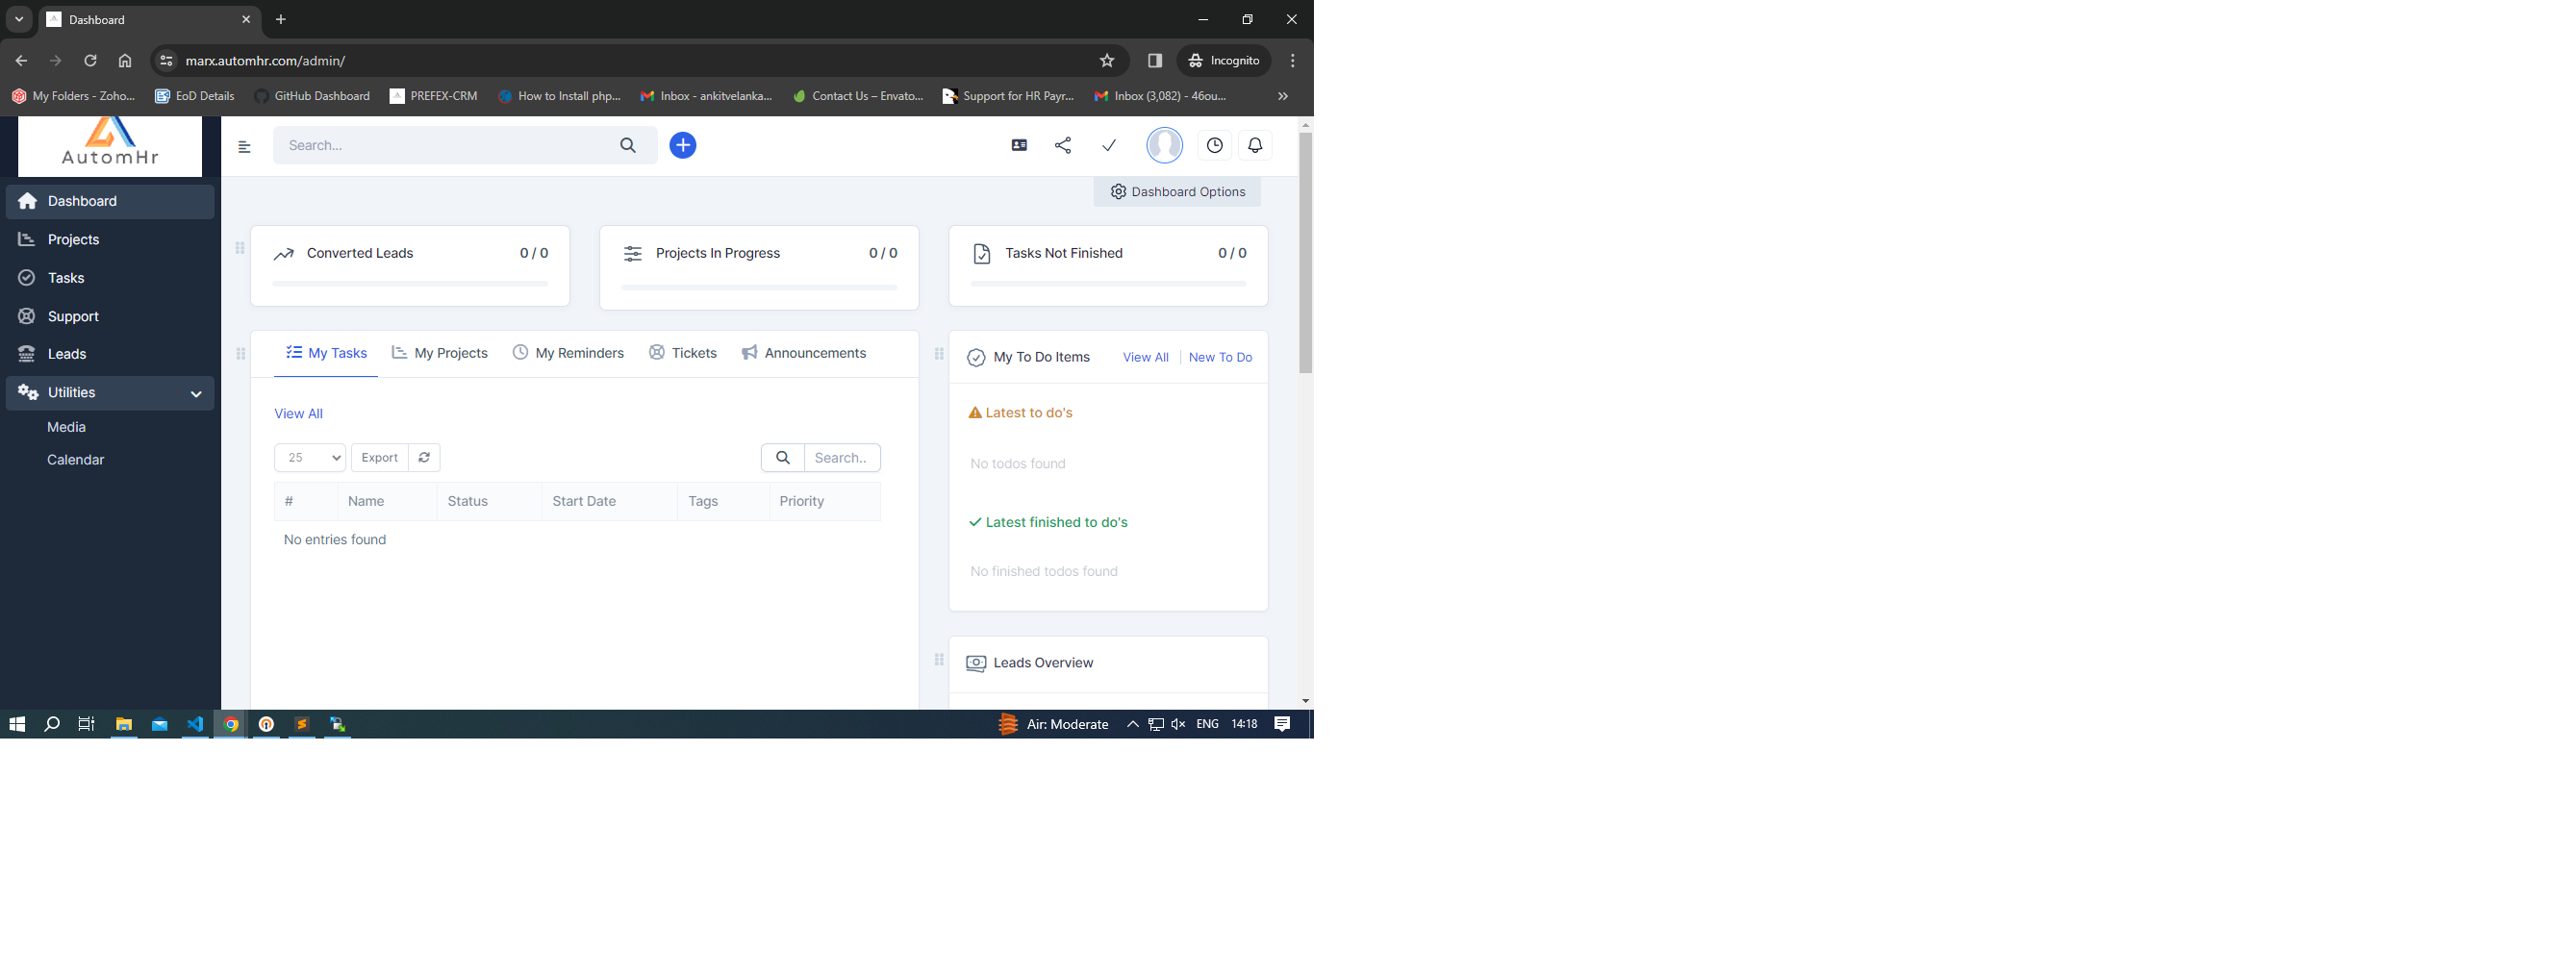 Dashboard
marx.automhr.com/admin/
Incognito
My Folders - Zoho...
EoD Details
GitHub Dashboard
PREFEX-CRM
How to Install php...
Inbox - ankitvelanka...
Contact Us – Envato...
Support for HR Payr...
Inbox (3,082) - 46ou...
AutomHr
Search...
Dashboard Options
Dashboard
Projects
Tasks
Support
Leads
Utilities
Media
Calendar
Converted Leads 0 / 0
Projects In Progress 0 / 0
Tasks Not Finished 0 / 0
My Tasks
My Projects
My Reminders
Tickets
Announcements
View All
25
Export
Search..
# Name Status Start Date Tags Priority
No entries found
My To Do Items View All | New To Do
Latest to do's
No todos found
Latest finished to do's
No finished todos found
Leads Overview
Air: Moderate
ENG
14:18